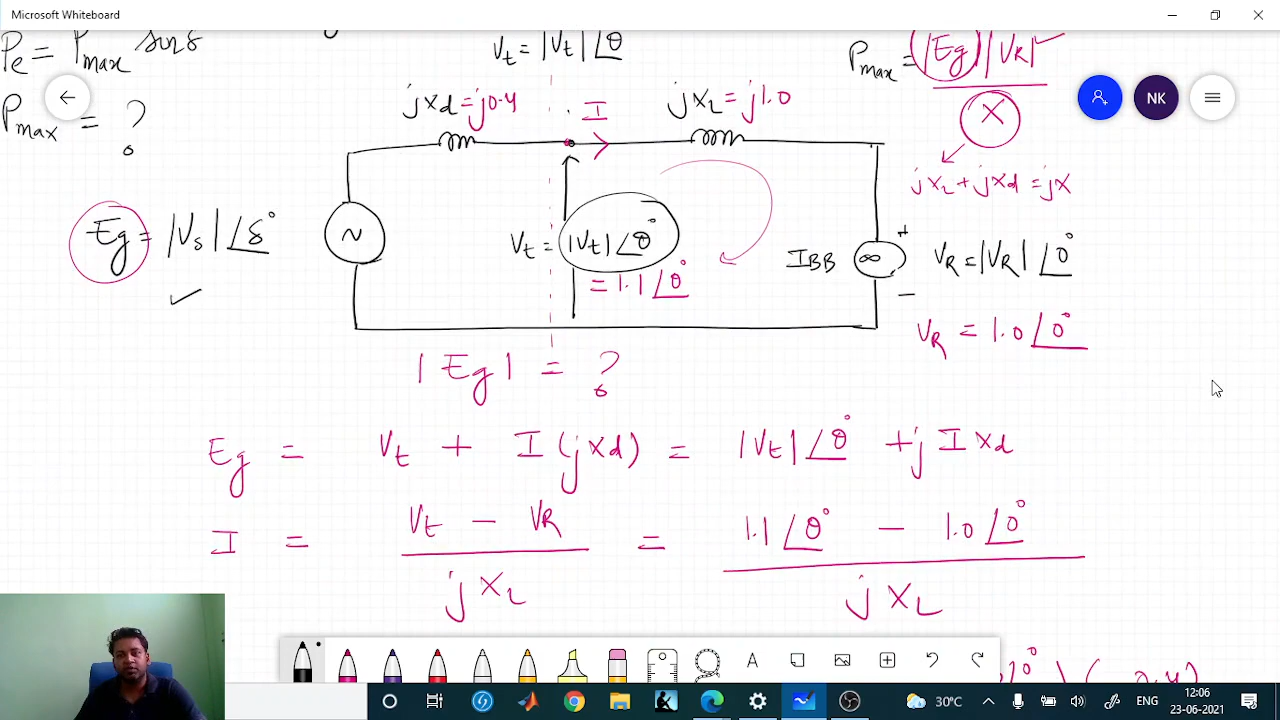 Microsoft Whiteboard
Pe = Pmax sinδ
Pmax = ?
Vt = |Vt| ∠θ
Pmax = |Eg| |VR| / X
NK
jxd = j0.4
I
jXL = j1.0
jXL + jXd = jX
Eg = |Vs| ∠δ°
Vt = |Vt| ∠θ°
= 1.1 ∠θ°
~
IBB
∞
+
−
VR = |VR| ∠0°
VR = 1.0 ∠0°
|Eg| = ?
Eg = Vt + I (jXd) = |Vt| ∠θ° + j I Xd
I = Vt − VR / jXL = 1.1 ∠θ° − 1.0 ∠0° / jXL
A
30°C
ENG
12:06
23-06-2021